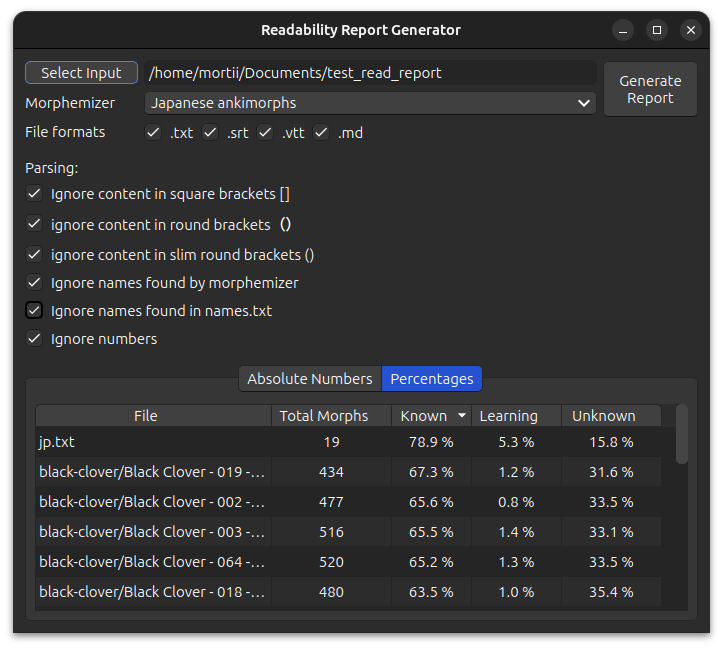 Readability Report Generator
Select Input /home/mortii/Documents/test_read_report Generate Report
Morphemizer Japanese ankimorphs
File formats .txt .srt .vtt .md
Parsing:
Ignore content in square brackets []
ignore content in round brackets （）
ignore content in slim round brackets ()
Ignore names found by morphemizer
Ignore names found in names.txt
Ignore numbers
Absolute Numbers Percentages
File Total Morphs Known Learning Unknown
jp.txt 19 78.9 % 5.3 % 15.8 %
black-clover/Black Clover - 019 -… 434 67.3 % 1.2 % 31.6 %
black-clover/Black Clover - 002 -… 477 65.6 % 0.8 % 33.5 %
black-clover/Black Clover - 003 -… 516 65.5 % 1.4 % 33.1 %
black-clover/Black Clover - 064 -… 520 65.2 % 1.3 % 33.5 %
black-clover/Black Clover - 018 -… 480 63.5 % 1.0 % 35.4 %